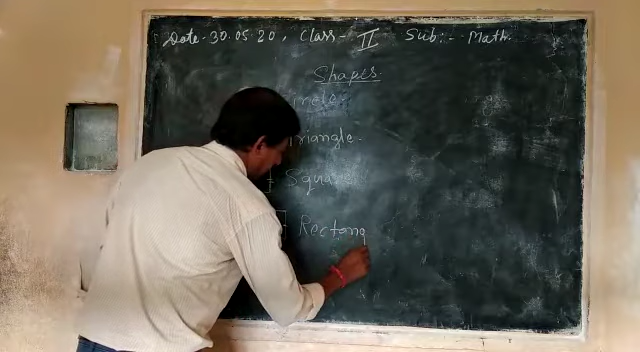 Date - 30.05.20, Class - II Sub:- Math.
Shapes
ircle
riangle
Square
Rectang